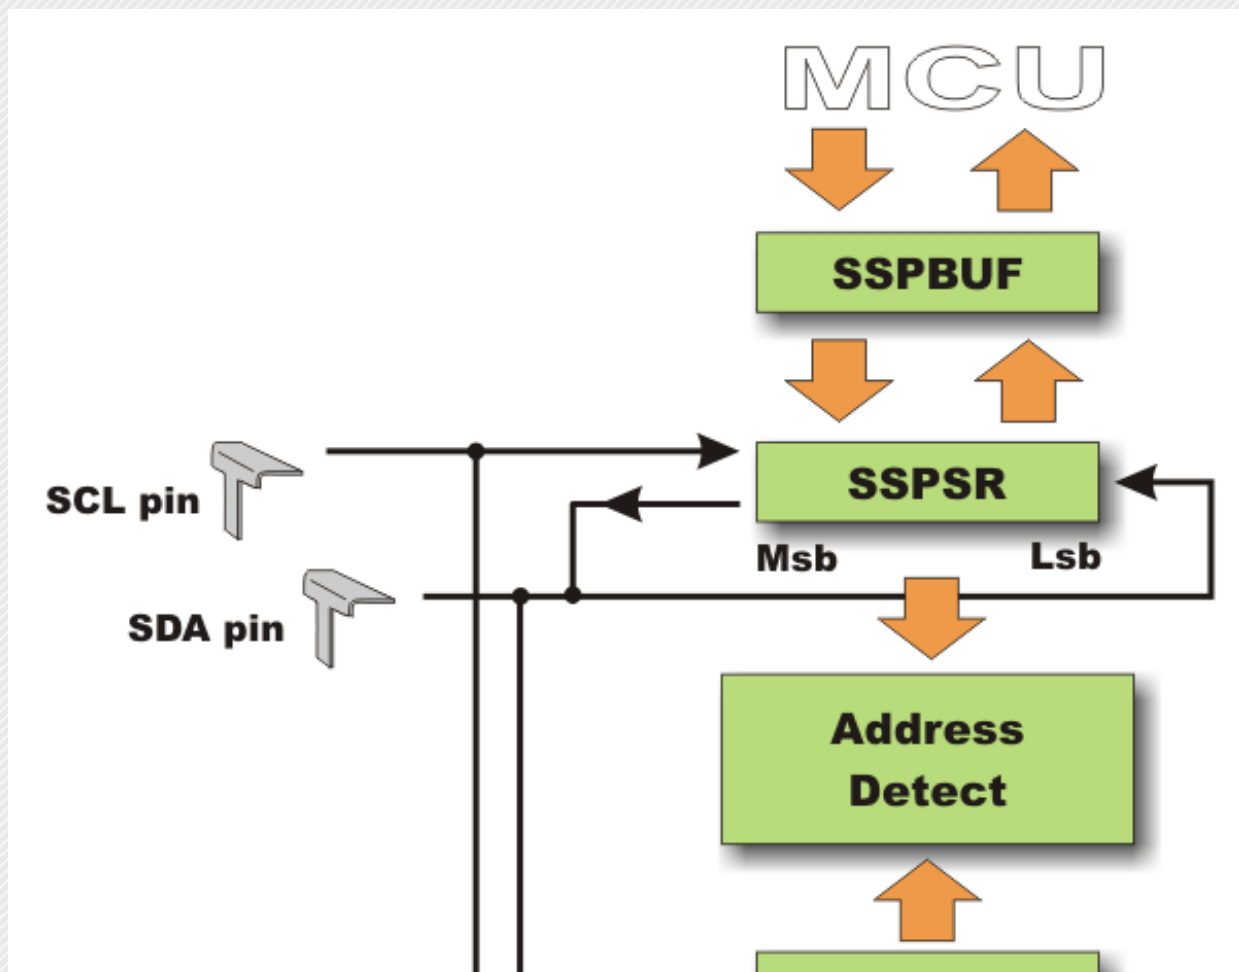 MCU
SSPBUF
SSPSR
SCL pin
Msb
Lsb
SDA pin
Address
Detect